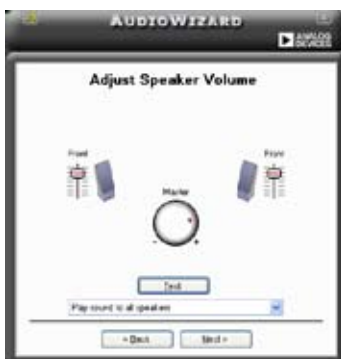 AUDIOWIZARD
ANALOG
DEVICES
Adjust Speaker Volume
Front
Front
Master
- +
Test
Play sound to all speakers
< Back Next >